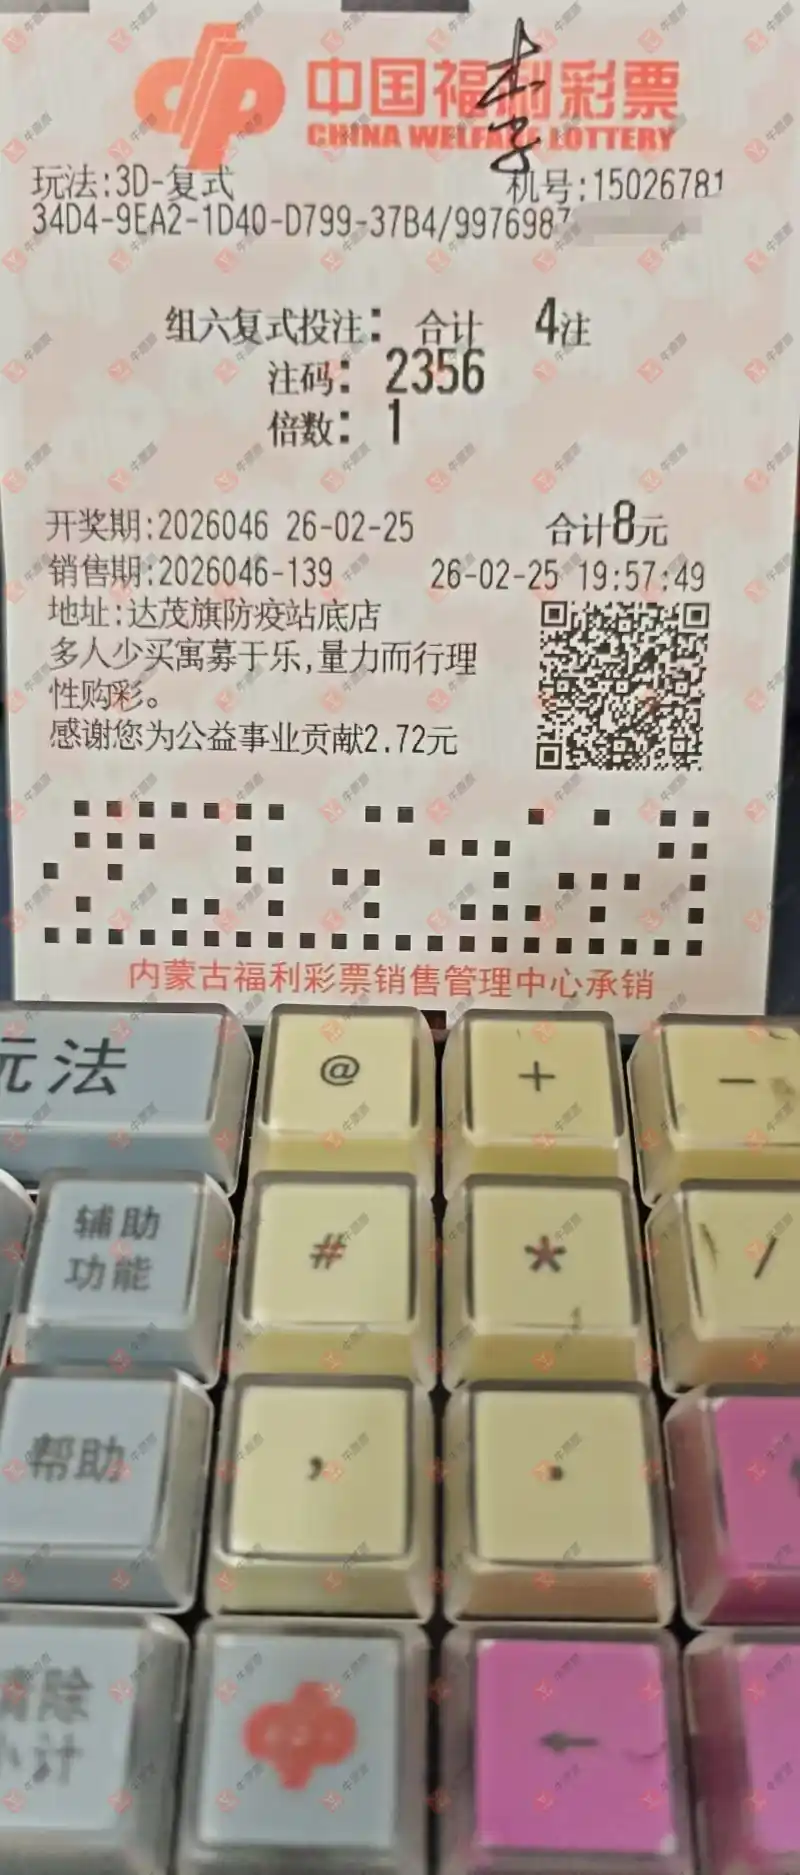 中国福利彩票
CHINA WELFARE LOTTERY
玩法:3D-复式 机号:15026781
34D4-9EA2-1D40-D799-37B4/9976987
组六复式投注: 合计 4注
注码: 2356
倍数: 1
开奖期:2026046 26-02-25 合计8元
销售期:2026046-139 26-02-25 19:57:49
地址:达茂旗防疫站底店
多人少买寓募于乐,量力而行理
性购彩。
感谢您为公益事业贡献2.72元
内蒙古福利彩票销售管理中心承销
玩法 @ + -
辅助
功能 # * /
帮助 , .
清除
小计 ←